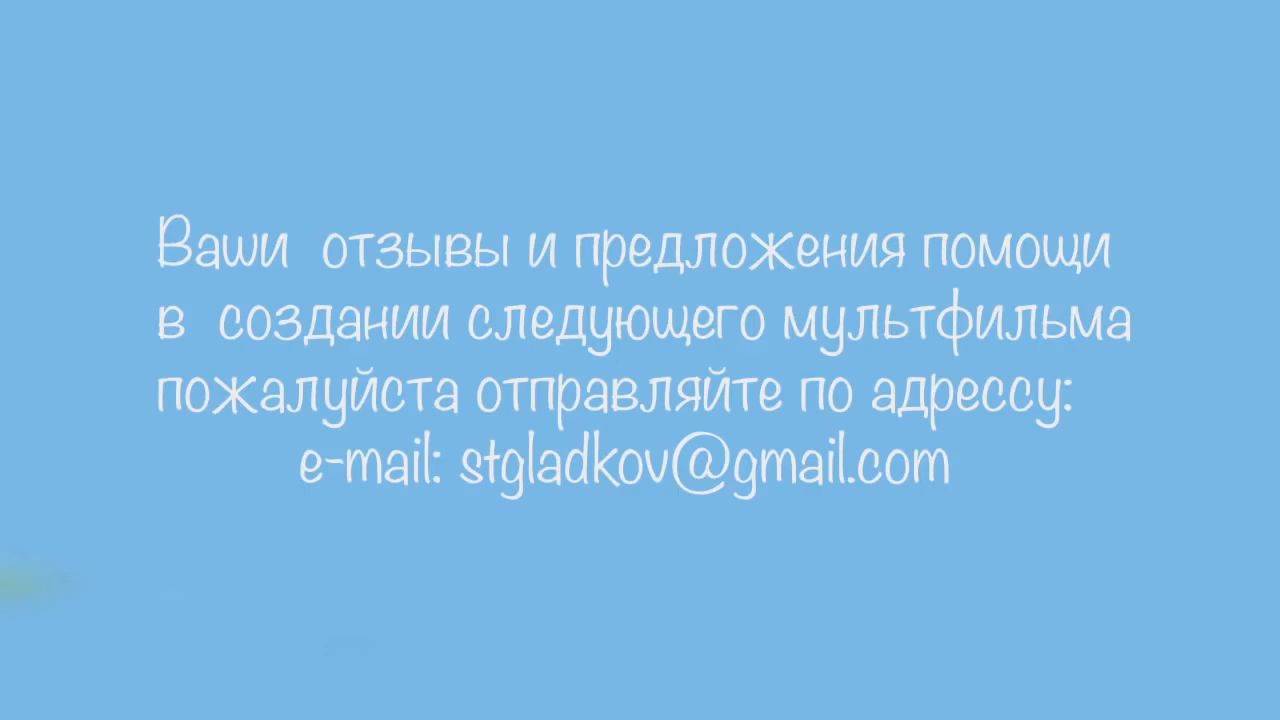 Ваши отзывы и предложения помощи
в создании следующего мультфильма
пожалуйста отправляйте по адрессу:
e-mail: stgladkov@gmail.com